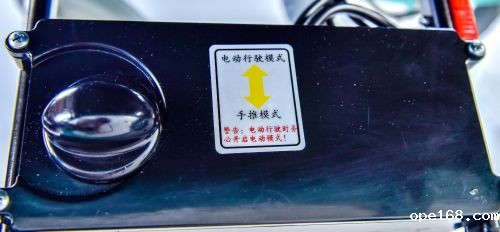 电动行驶模式
手推模式
警告:电动行驶时务
必开启电动模式!
ope168.com